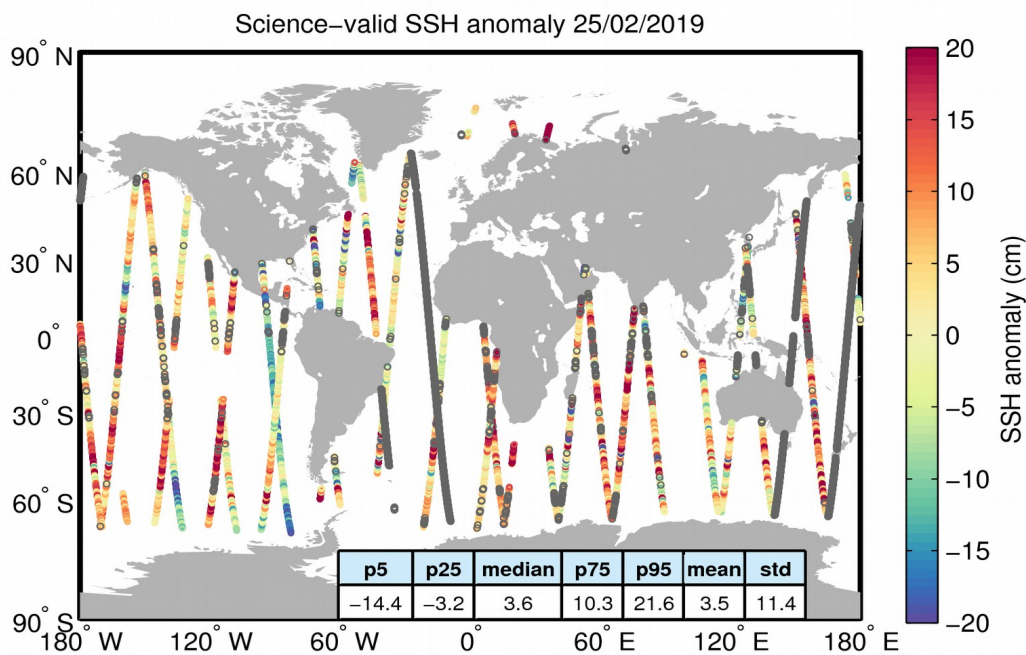 Science−valid SSH anomaly 25/02/2019
90° N
60° N
30° N
0°
30° S
60° S
90° S
180° W
120° W
60° W
0°
60° E
120° E
180° E
p5 p25 median p75 p95 mean std
−14.4 −3.2 3.6 10.3 21.6 3.5 11.4
20
15
10
5
0
−5
−10
−15
−20
SSH anomaly (cm)